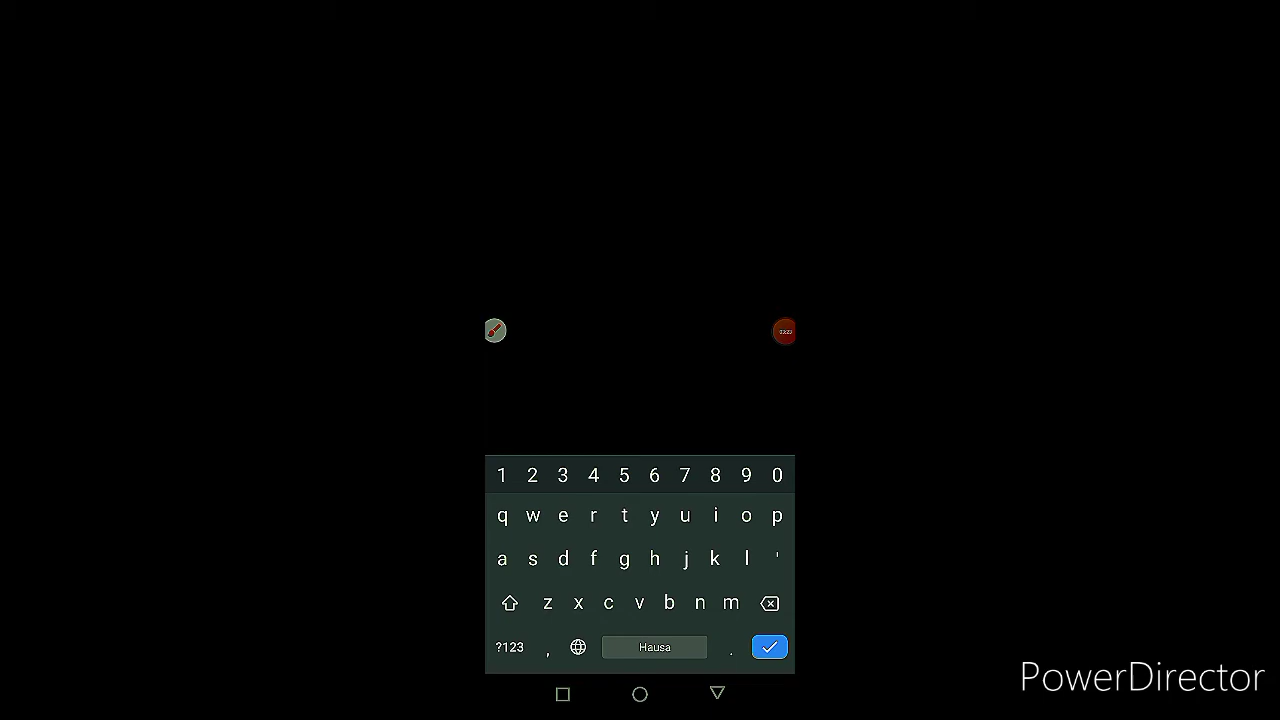 1 2 3 4 5 6 7 8 9 0
q w e r t y u i o p
a s d f g h j k l '
z x c v b n m
?123 , Hausa .
PowerDirector